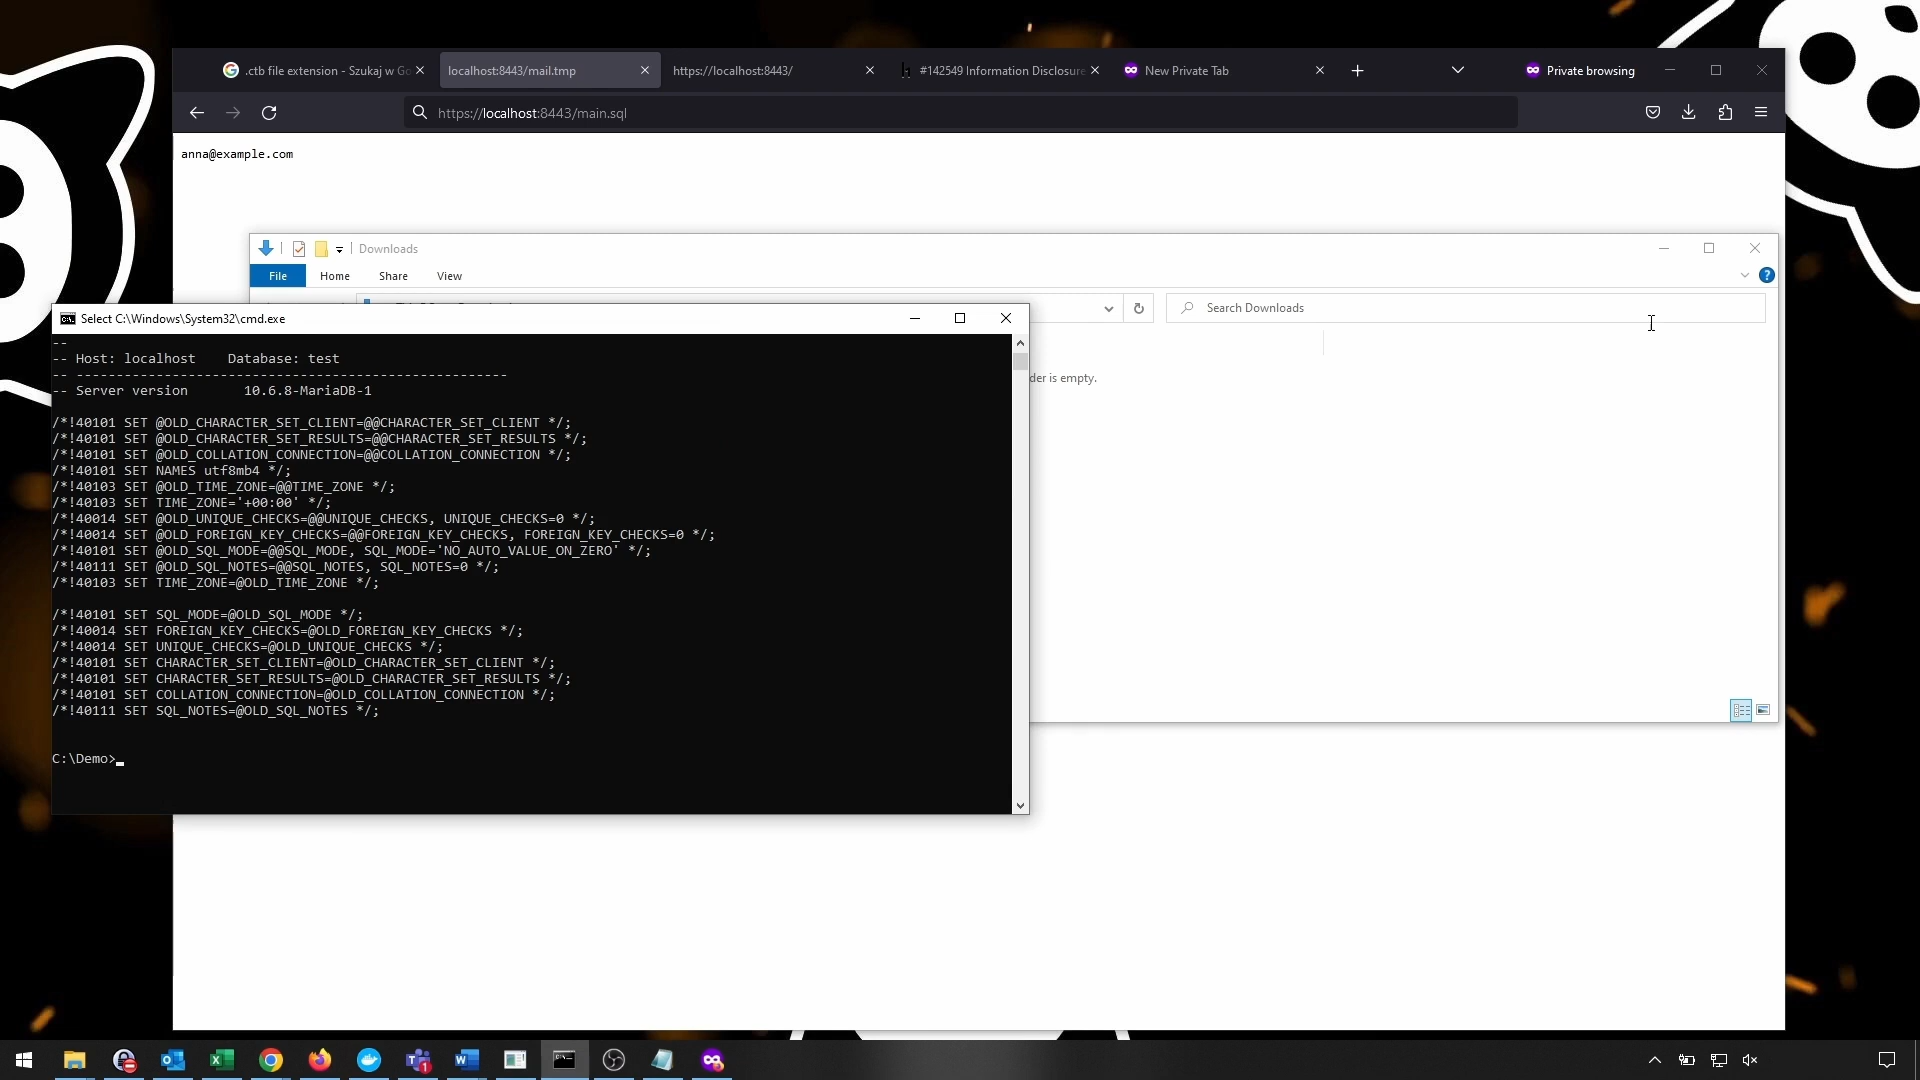 .ctb file extension - Szukaj w Go
localhost:8443/mail.tmp
https://localhost:8443/
#142549 Information Disclosure
New Private Tab
Private browsing
https://localhost:8443/main.sql
anna@example.com
Downloads
File
Home
Share
View
Search Downloads
der is empty.
Select C:\Windows\System32\cmd.exe
--
-- Host: localhost    Database: test
-- ------------------------------------------------------
-- Server version       10.6.8-MariaDB-1
/*!40101 SET @OLD_CHARACTER_SET_CLIENT=@@CHARACTER_SET_CLIENT */;
/*!40101 SET @OLD_CHARACTER_SET_RESULTS=@@CHARACTER_SET_RESULTS */;
/*!40101 SET @OLD_COLLATION_CONNECTION=@@COLLATION_CONNECTION */;
/*!40101 SET NAMES utf8mb4 */;
/*!40103 SET @OLD_TIME_ZONE=@@TIME_ZONE */;
/*!40103 SET TIME_ZONE='+00:00' */;
/*!40014 SET @OLD_UNIQUE_CHECKS=@@UNIQUE_CHECKS, UNIQUE_CHECKS=0 */;
/*!40014 SET @OLD_FOREIGN_KEY_CHECKS=@@FOREIGN_KEY_CHECKS, FOREIGN_KEY_CHECKS=0 */;
/*!40101 SET @OLD_SQL_MODE=@@SQL_MODE, SQL_MODE='NO_AUTO_VALUE_ON_ZERO' */;
/*!40111 SET @OLD_SQL_NOTES=@@SQL_NOTES, SQL_NOTES=0 */;
/*!40103 SET TIME_ZONE=@OLD_TIME_ZONE */;
/*!40101 SET SQL_MODE=@OLD_SQL_MODE */;
/*!40014 SET FOREIGN_KEY_CHECKS=@OLD_FOREIGN_KEY_CHECKS */;
/*!40014 SET UNIQUE_CHECKS=@OLD_UNIQUE_CHECKS */;
/*!40101 SET CHARACTER_SET_CLIENT=@OLD_CHARACTER_SET_CLIENT */;
/*!40101 SET CHARACTER_SET_RESULTS=@OLD_CHARACTER_SET_RESULTS */;
/*!40101 SET COLLATION_CONNECTION=@OLD_COLLATION_CONNECTION */;
/*!40111 SET SQL_NOTES=@OLD_SQL_NOTES */;
C:\Demo>